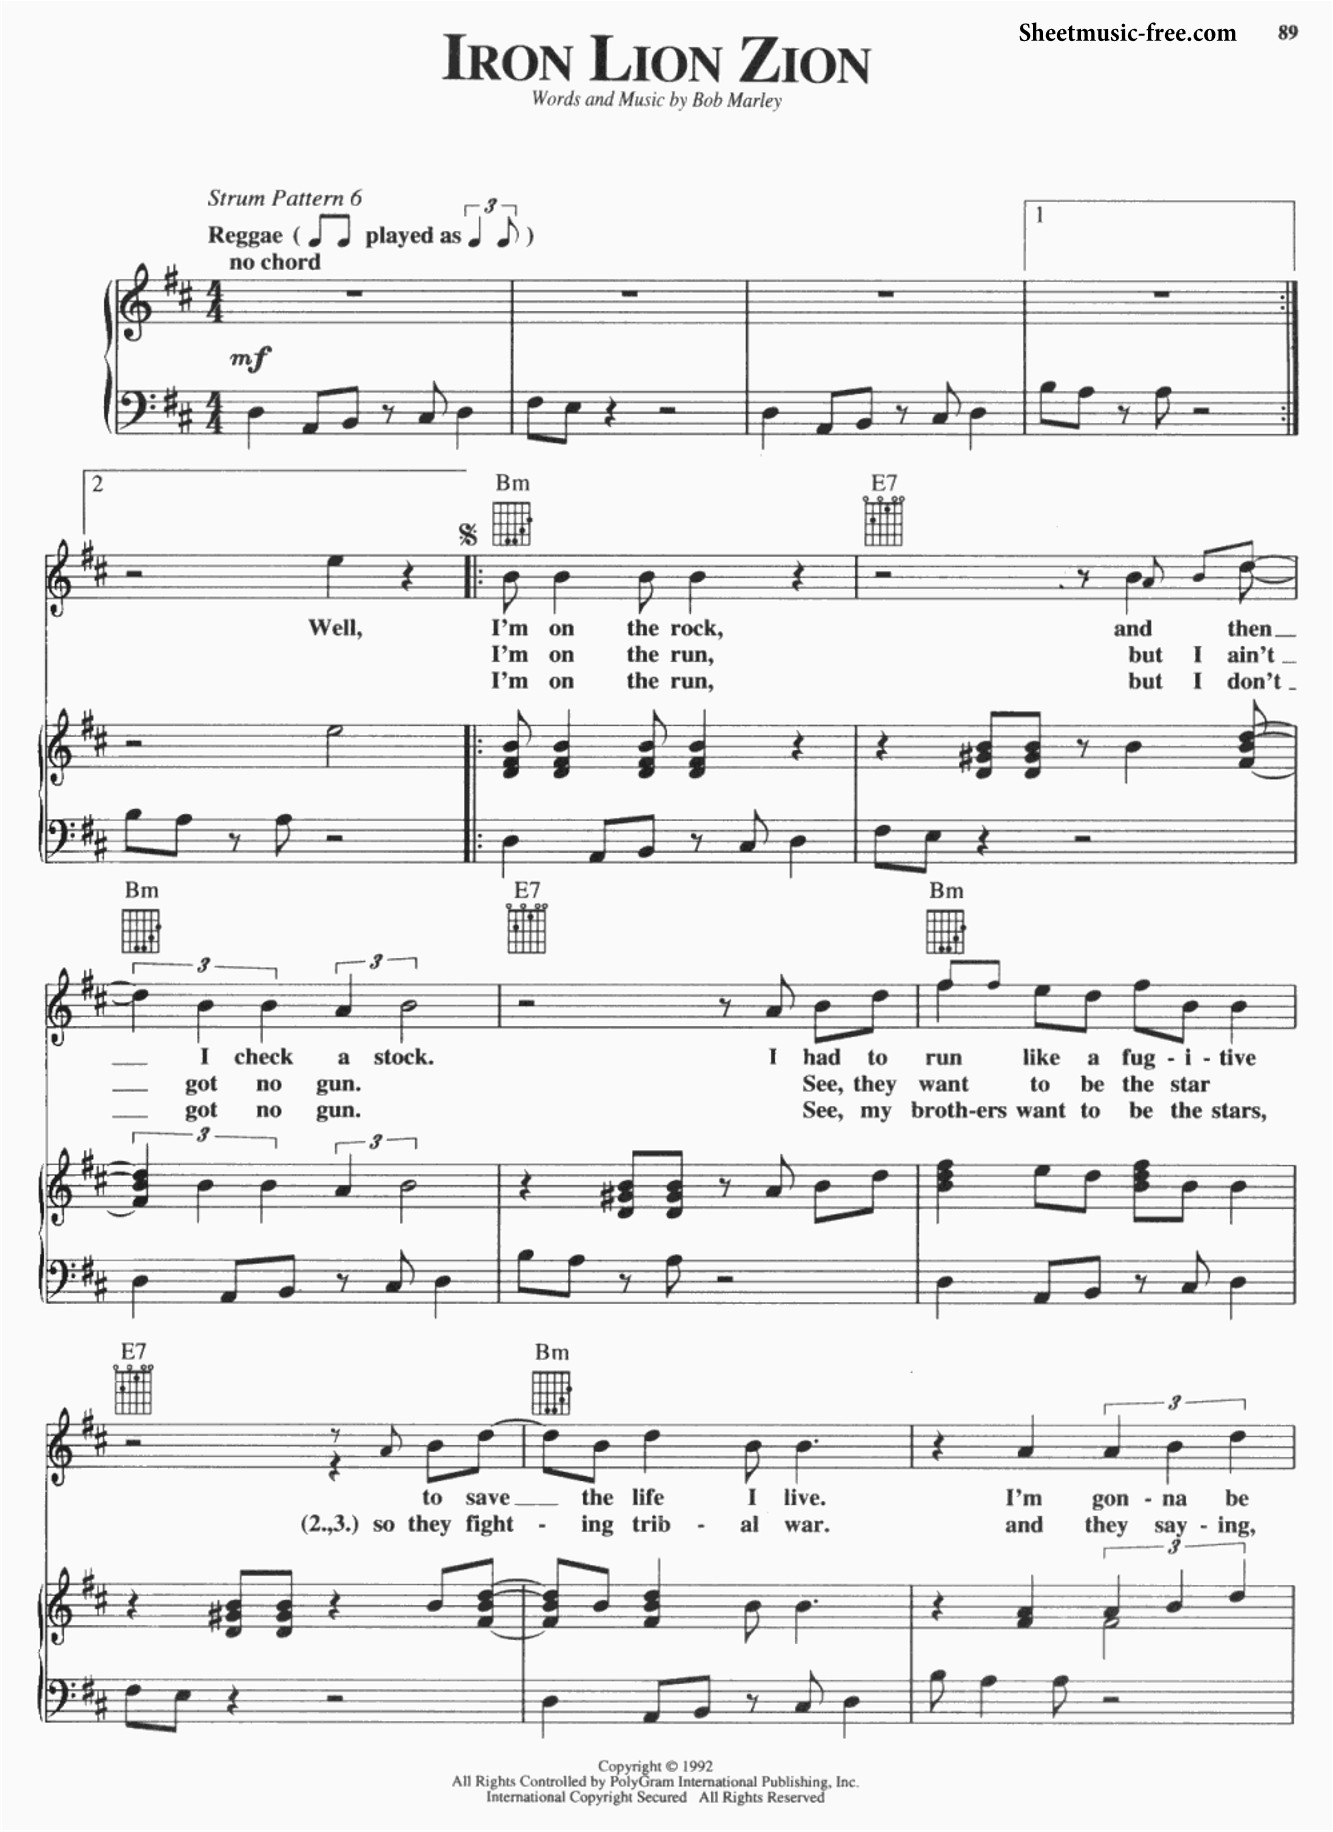 Sheetmusic-free.com 89
IRON LION ZION
Words and Music by Bob Marley
Strum Pattern 6
Reggae ( played as 3 )
no chord
1
mf
2
Bm E7
Well, I'm on the rock, and then
I'm on the run, but I ain't
I'm on the run, but I don't
Bm E7 Bm
3 3
I check a stock. I had to run like a fug - i - tive
got no gun. See, they want to be the star
got no gun. See, my broth-ers want to be the stars,
3 3
E7 Bm
3
to save the life I live. I'm gon - na be
(2.,3.) so they fight - ing trib - al war. and they say - ing,
3
Copyright © 1992
All Rights Controlled by PolyGram International Publishing, Inc.
International Copyright Secured All Rights Reserved